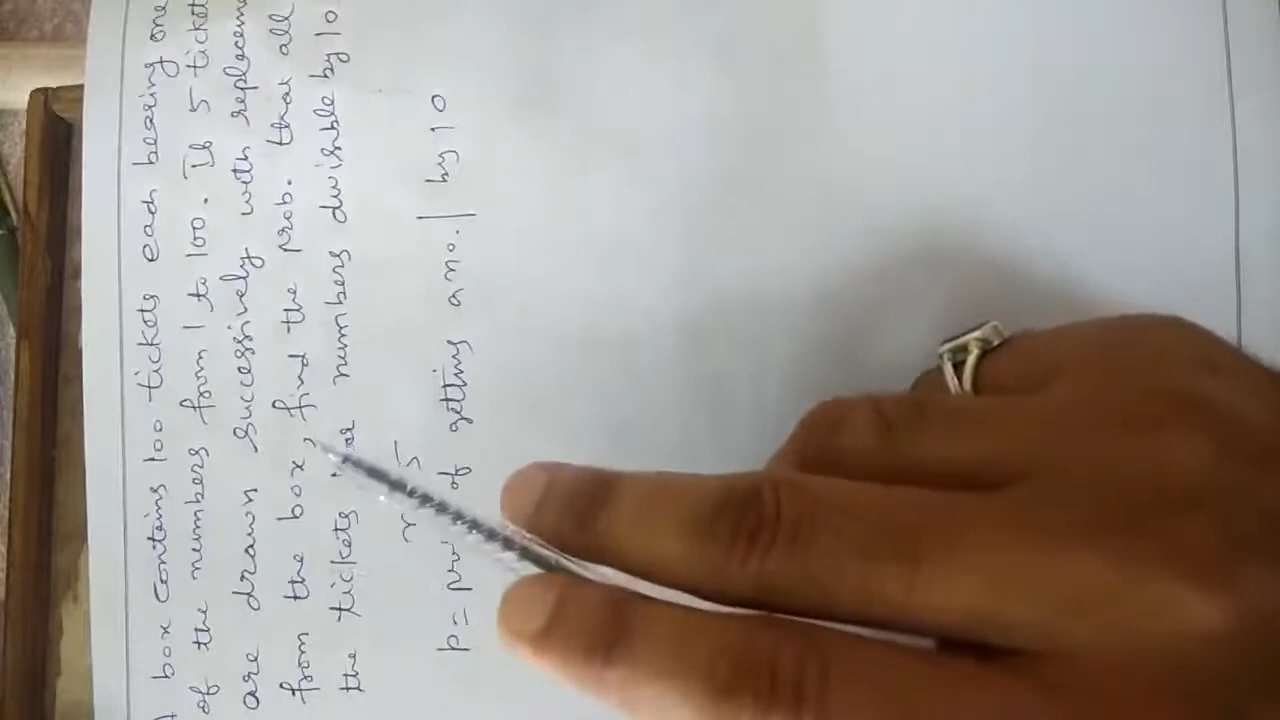 A box contains 100 tickets each bearing one
of the numbers from 1 to 100. If 5 ticket
are drawn successively with replacem
from the box, find the prob. that all
the tickets numbers divisible by 10
5
p = of getting a no. | by 10